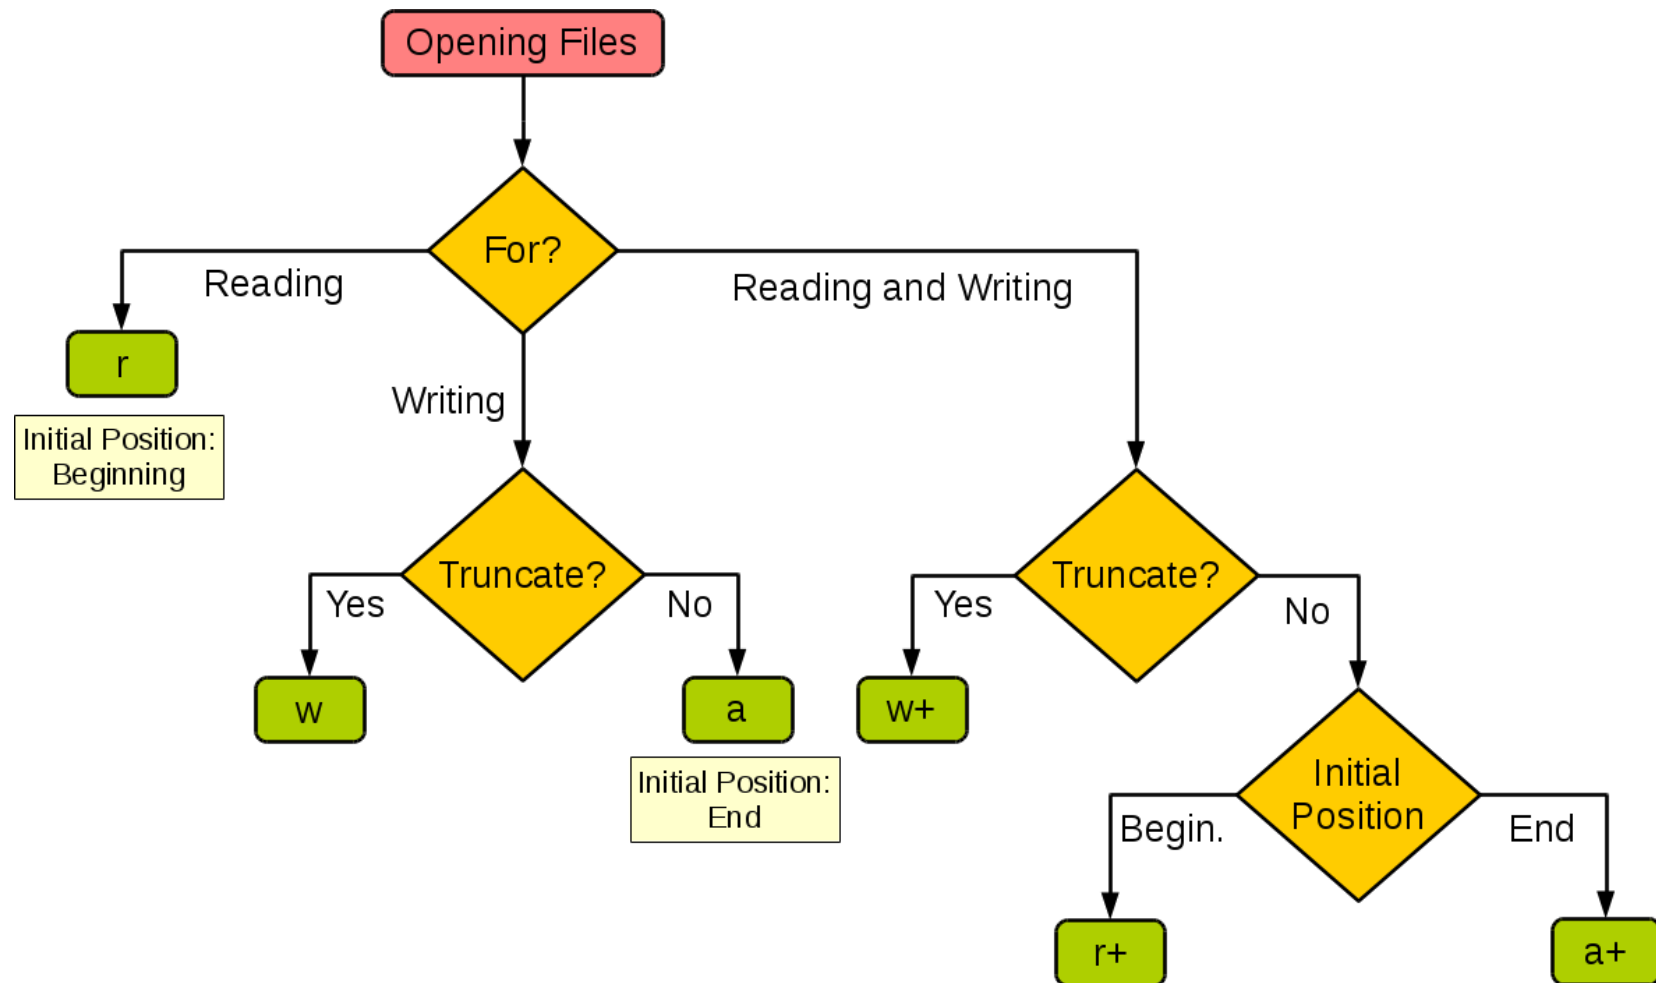 Opening Files
For?
Reading
Reading and Writing
r
Writing
Initial Position:
Beginning
Truncate?
Truncate?
Yes
No
Yes
No
w
a
w+
Initial Position:
End
Initial
Position
Begin.
End
r+
a+